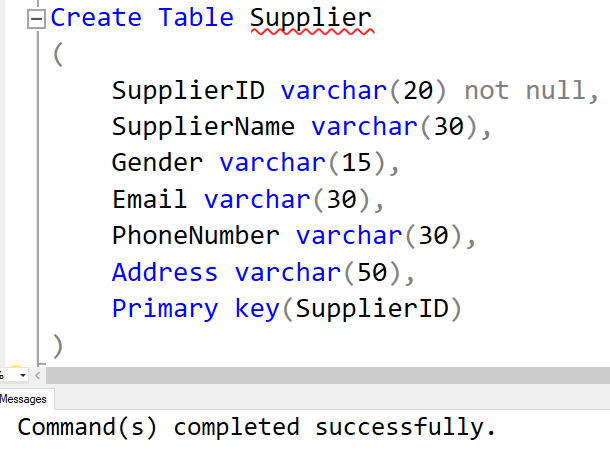 Create Table Supplier
(
SupplierID varchar(20) not null,
SupplierName varchar(30),
Gender varchar(15),
Email varchar(30),
PhoneNumber varchar(30),
Address varchar(50),
Primary key(SupplierID)
)
%
Messages
Command(s) completed successfully.